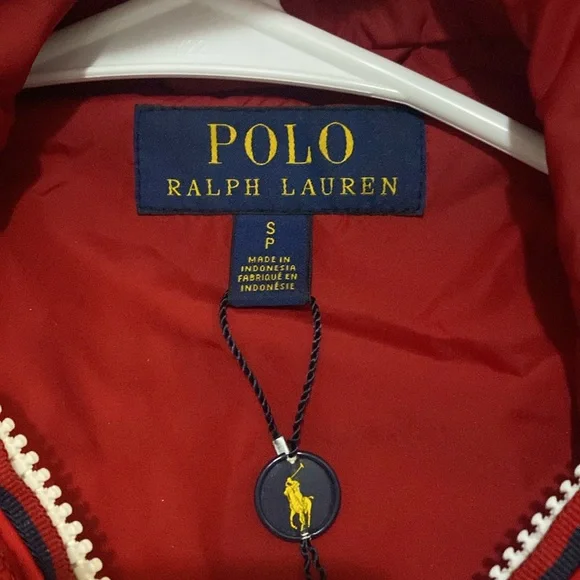 POLO
RALPH LAUREN
S
P
MADE IN
INDONESIA
FABRIQUÉ EN
INDONÉSIE